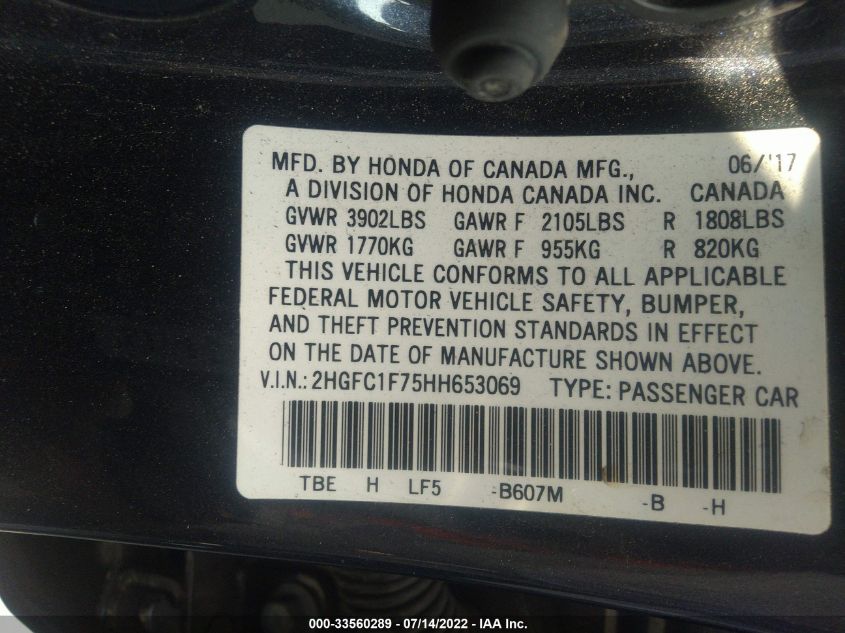 MFD. BY HONDA OF CANADA MFG., 06/'17
A DIVISION OF HONDA CANADA INC. CANADA
GVWR 3902LBS GAWR F 2105LBS R 1808LBS
GVWR 1770KG GAWR F 955KG R 820KG
THIS VEHICLE CONFORMS TO ALL APPLICABLE
FEDERAL MOTOR VEHICLE SAFETY, BUMPER,
AND THEFT PREVENTION STANDARDS IN EFFECT
ON THE DATE OF MANUFACTURE SHOWN ABOVE.
V.I.N.: 2HGFC1F75HH653069 TYPE: PASSENGER CAR
TBE H LF5 -B607M -B -H
000-33560289 - 07/14/2022 - IAA Inc.